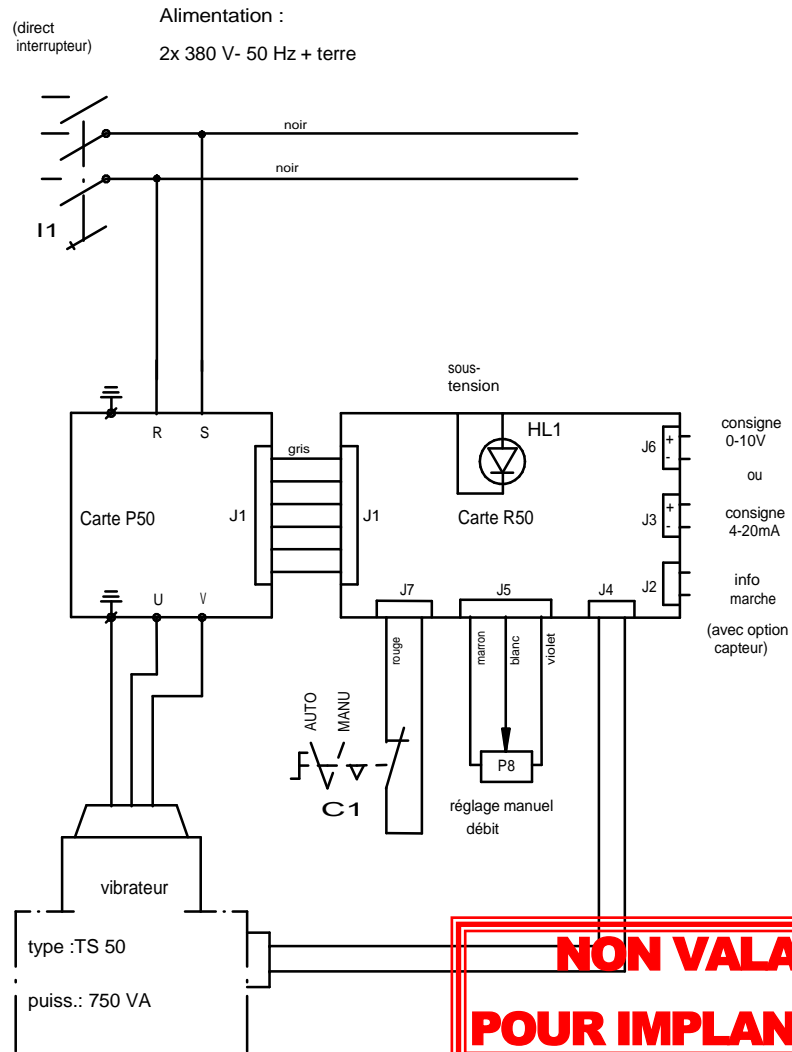 (direct
interrupteur)
Alimentation :
2x 380 V- 50 Hz + terre
noir
noir
I1
sous-
tension
R
S
HL1
J6
+
-
consigne
0-10V
ou
gris
Carte P50
J1
J1
Carte R50
J3
+
-
consigne
4-20mA
U
V
J7
J5
J4
J2
info
marche
(avec option
capteur)
rouge
marron
blanc
violet
AUTO
MANU
C1
P8
réglage manuel
débit
vibrateur
type :TS 50
puiss.: 750 VA
NON VALA
POUR IMPLAN